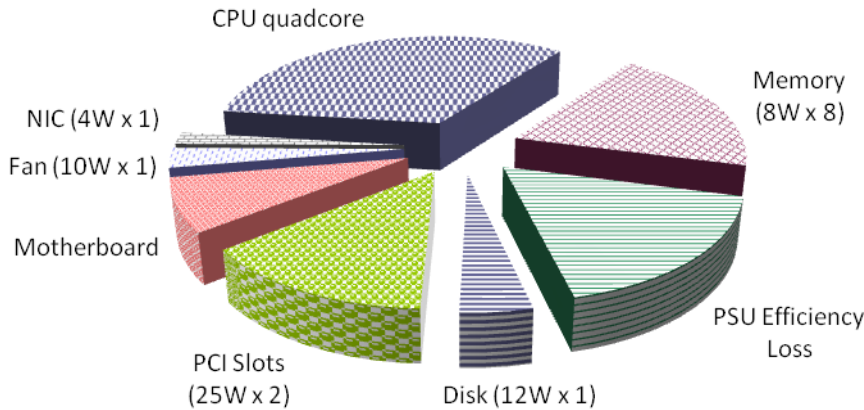 CPU quadcore
Memory
(8W x 8)
NIC (4W x 1)
Fan (10W x 1)
Motherboard
PSU Efficiency
Loss
PCI Slots
(25W x 2)
Disk (12W x 1)